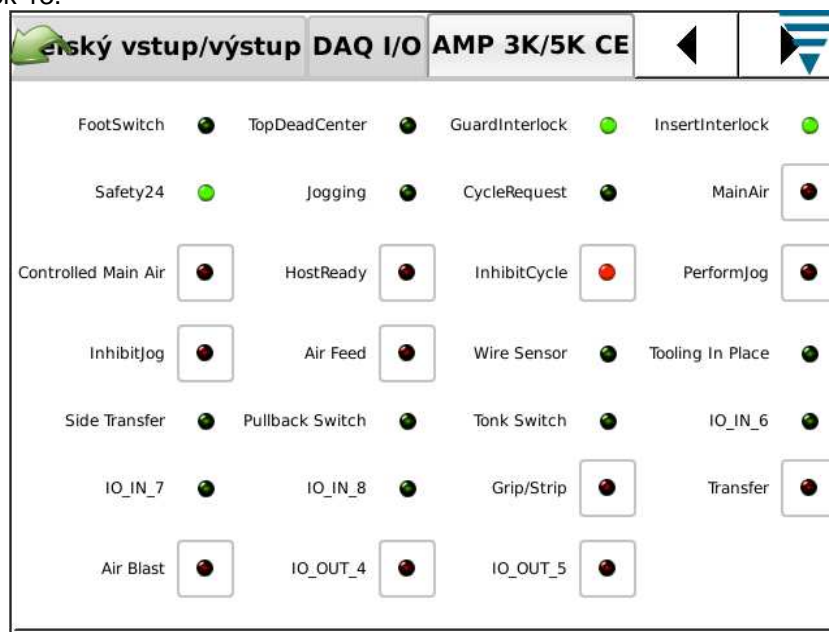 elský vstup/výstup DAQ I/O AMP 3K/5K CE
FootSwitch TopDeadCenter GuardInterlock InsertInterlock
Safety24 Jogging CycleRequest MainAir
Controlled Main Air HostReady InhibitCycle PerformJog
InhibitJog Air Feed Wire Sensor Tooling In Place
Side Transfer Pullback Switch Tonk Switch IO_IN_6
IO_IN_7 IO_IN_8 Grip/Strip Transfer
Air Blast IO_OUT_4 IO_OUT_5